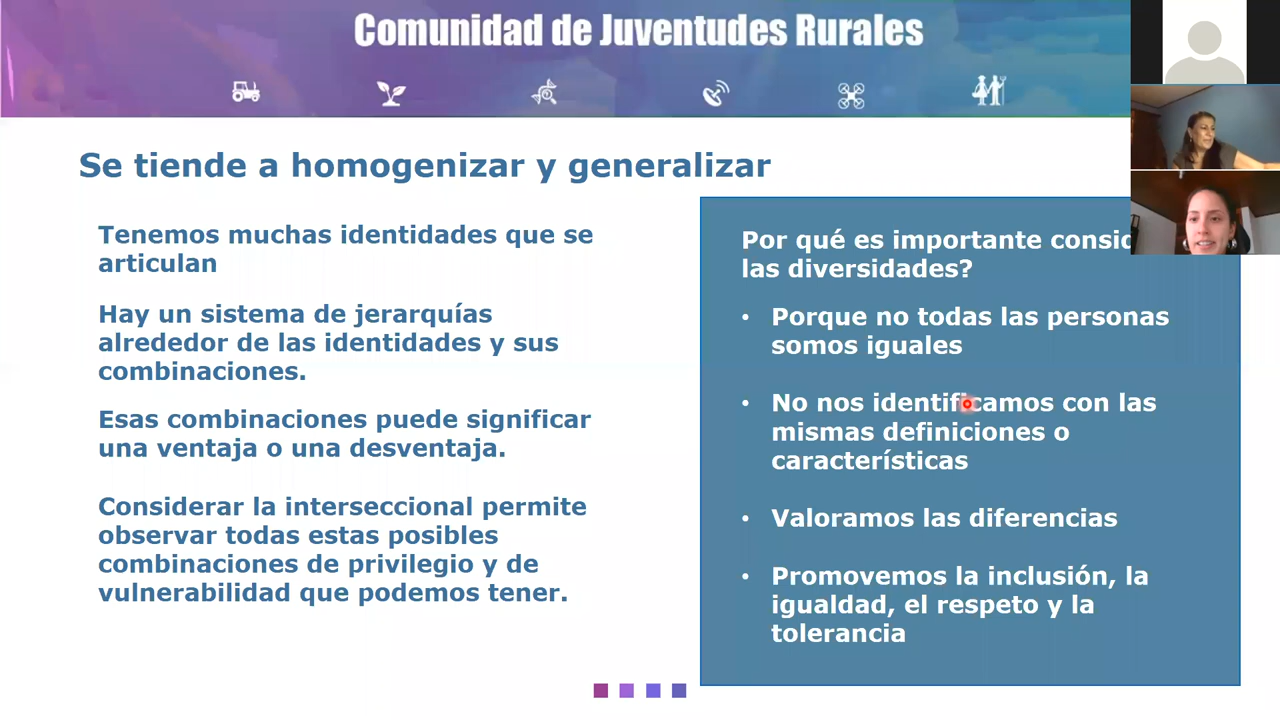 Comunidad de Juventudes Rurales
Se tiende a homogenizar y generalizar
Tenemos muchas identidades que se
articulan
Hay un sistema de jerarquías
alrededor de las identidades y sus
combinaciones.
Esas combinaciones puede significar
una ventaja o una desventaja.
Considerar la interseccional permite
observar todas estas posibles
combinaciones de privilegio y de
vulnerabilidad que podemos tener.
Por qué es importante
las diversidades?
• Porque no todas las personas
somos iguales
• No nos identificamos con las
mismas definiciones o
características
• Valoramos las diferencias
• Promovemos la inclusión, la
igualdad, el respeto y la
tolerancia